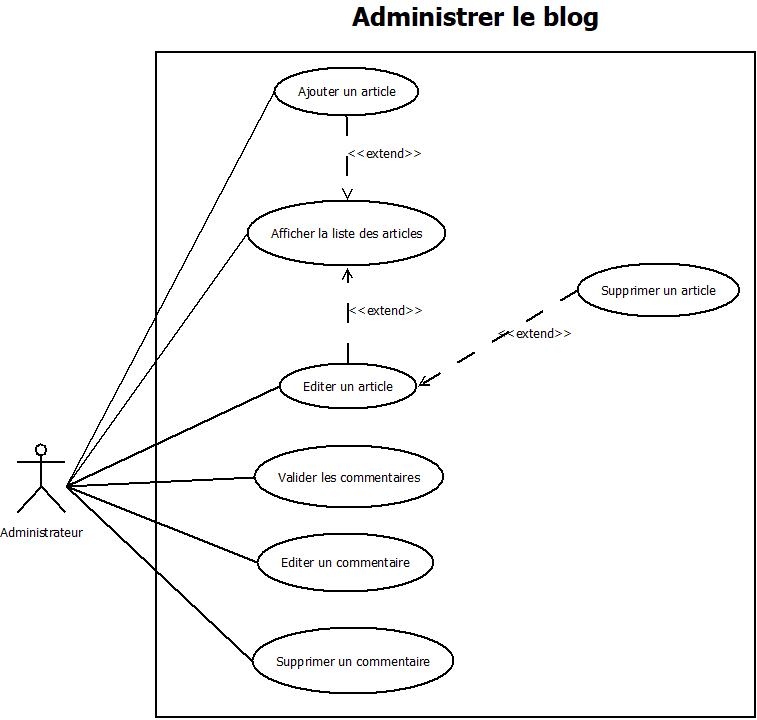 Administrer le blog
Ajouter un article
<<extend>>
Afficher la liste des articles
Supprimer un article
<<extend>>
<<extend>>
Editer un article
Valider les commentaires
Administrateur
Editer un commentaire
Supprimer un commentaire